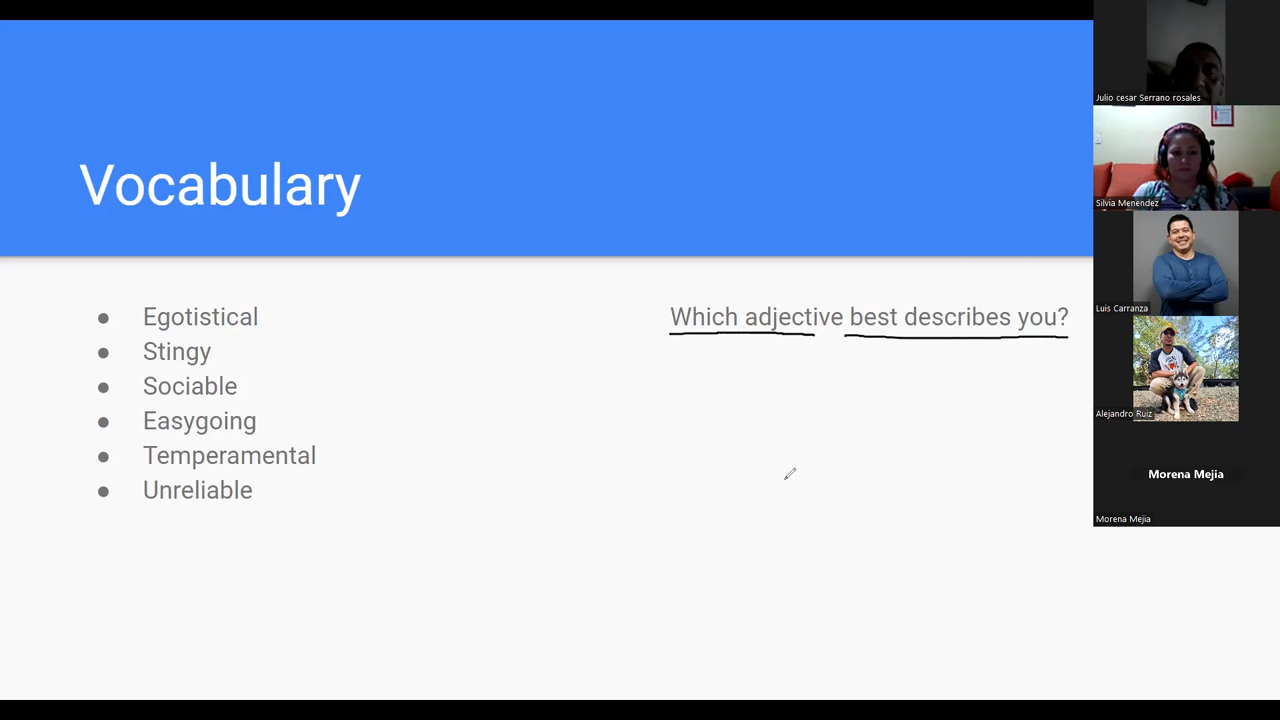 Vocabulary
Egotistical
Stingy
Sociable
Easygoing
Temperamental
Unreliable
Which adjective best describes you?
Julio cesar Serrano rosales
Silvia Menendez
Luis Carranza
Alejandro Ruiz
Morena Mejia
Morena Mejia